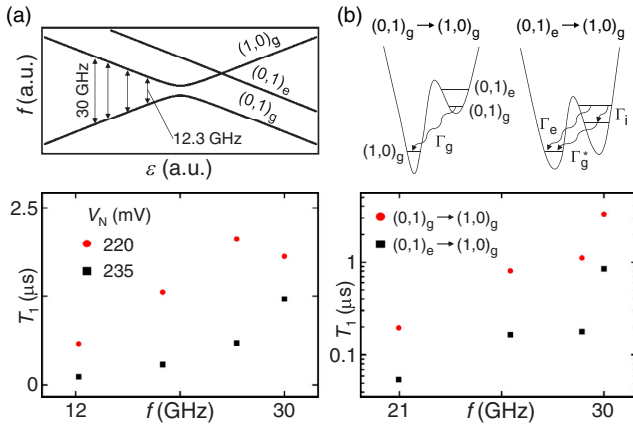 (a)
(1,0)g
(0,1)e
(0,1)g
30 GHz
12.3 GHz
f (a.u.)
ε (a.u.)
(b)
(0,1)g → (1,0)g
(0,1)e → (1,0)g
(0,1)e
(0,1)g
(1,0)g
Γg
Γe
Γi
Γ*g
VN (mV)
220
235
2.5
0
T1 (μs)
12
f (GHz)
30
(0,1)g → (1,0)g
(0,1)e → (1,0)g
1
0.1
T1 (μs)
21
f (GHz)
30